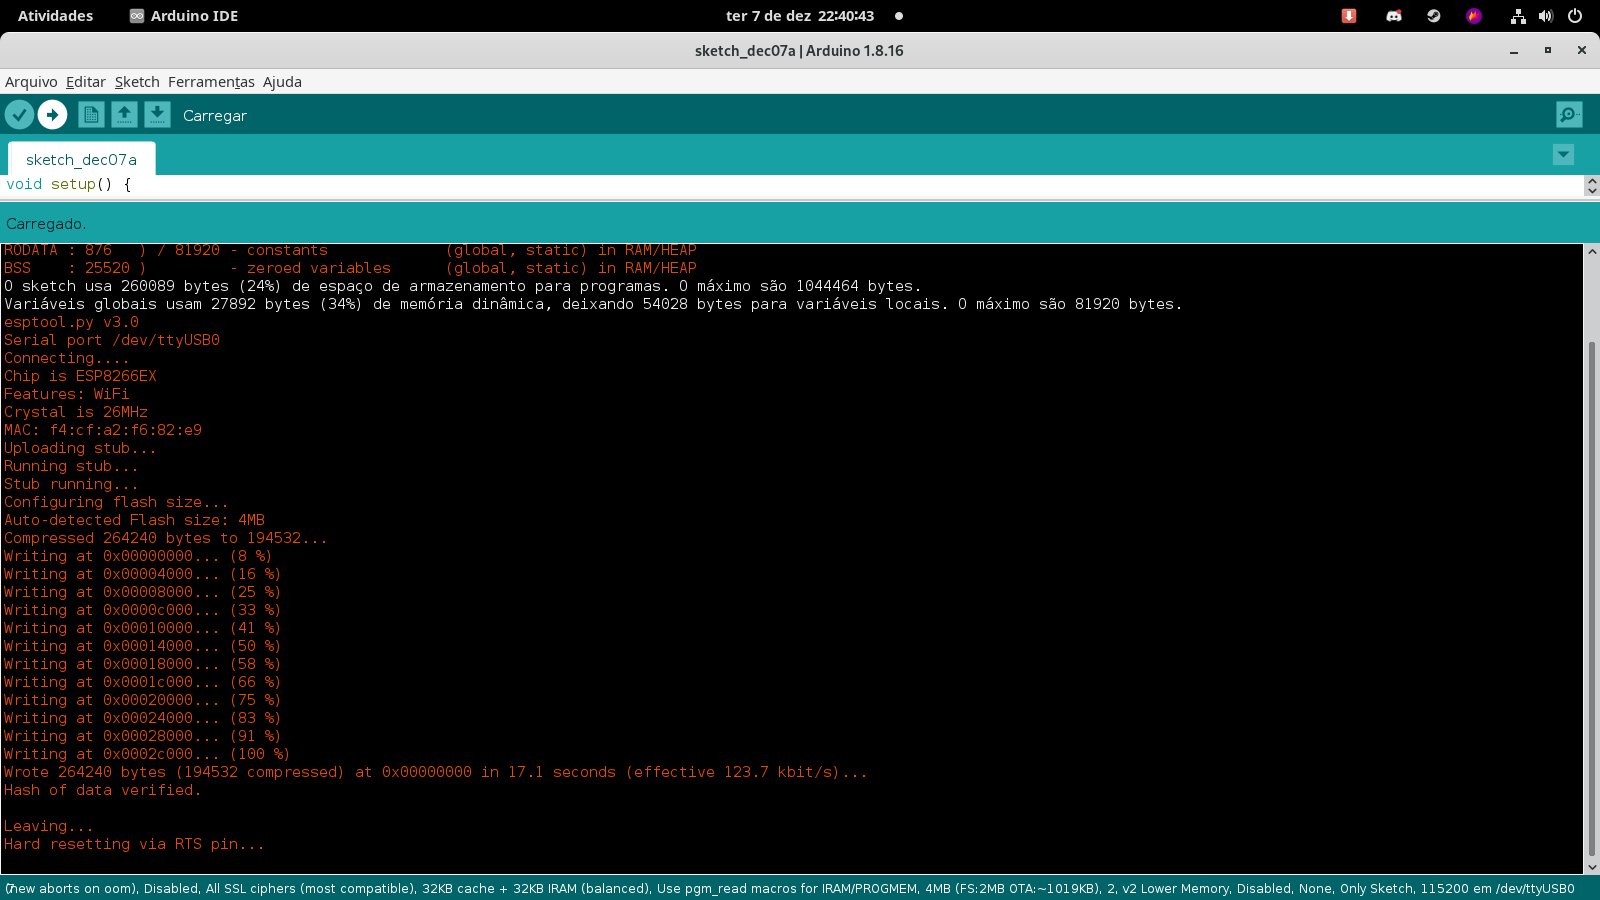 Atividades Arduino IDE ter 7 de dez 22:40:43
sketch_dec07a | Arduino 1.8.16
Arquivo Editar Sketch Ferramentas Ajuda
Carregar
sketch_dec07a
void setup() {
Carregado.
RODATA : 876   ) / 81920 - constants             (global, static) in RAM/HEAP
BSS    : 25520 )         - zeroed variables      (global, static) in RAM/HEAP
O sketch usa 260089 bytes (24%) de espaço de armazenamento para programas. O máximo são 1044464 bytes.
Variáveis globais usam 27892 bytes (34%) de memória dinâmica, deixando 54028 bytes para variáveis locais. O máximo são 81920 bytes.
esptool.py v3.0
Serial port /dev/ttyUSB0
Connecting....
Chip is ESP8266EX
Features: WiFi
Crystal is 26MHz
MAC: f4:cf:a2:f6:82:e9
Uploading stub...
Running stub...
Stub running...
Configuring flash size...
Auto-detected Flash size: 4MB
Compressed 264240 bytes to 194532...
Writing at 0x00000000... (8 %)
Writing at 0x00004000... (16 %)
Writing at 0x00008000... (25 %)
Writing at 0x0000c000... (33 %)
Writing at 0x00010000... (41 %)
Writing at 0x00014000... (50 %)
Writing at 0x00018000... (58 %)
Writing at 0x0001c000... (66 %)
Writing at 0x00020000... (75 %)
Writing at 0x00024000... (83 %)
Writing at 0x00028000... (91 %)
Writing at 0x0002c000... (100 %)
Wrote 264240 bytes (194532 compressed) at 0x00000000 in 17.1 seconds (effective 123.7 kbit/s)...
Hash of data verified.
Leaving...
Hard resetting via RTS pin...
(new aborts on oom), Disabled, All SSL ciphers (most compatible), 32KB cache + 32KB IRAM (balanced), Use pgm_read macros for IRAM/PROGMEM, 4MB (FS:2MB OTA:~1019KB), 2, v2 Lower Memory, Disabled, None, Only Sketch, 115200 em /dev/ttyUSB0